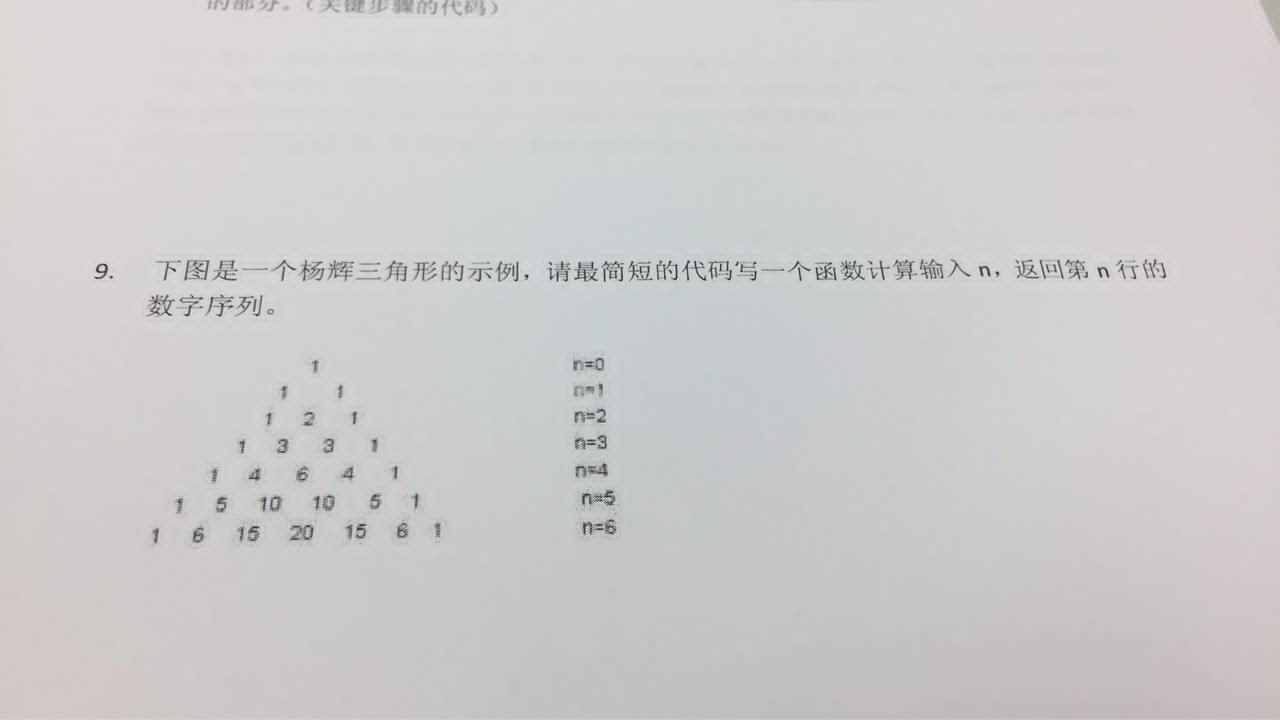 的部分。（关键步骤的代码）
9. 下图是一个杨辉三角形的示例，请最简短的代码写一个函数计算输入 n，返回第 n 行的
数字序列。
1 n=0
1 1 n=1
1 2 1 n=2
1 3 3 1 n=3
1 4 6 4 1 n=4
1 5 10 10 5 1 n=5
1 6 15 20 15 6 1 n=6